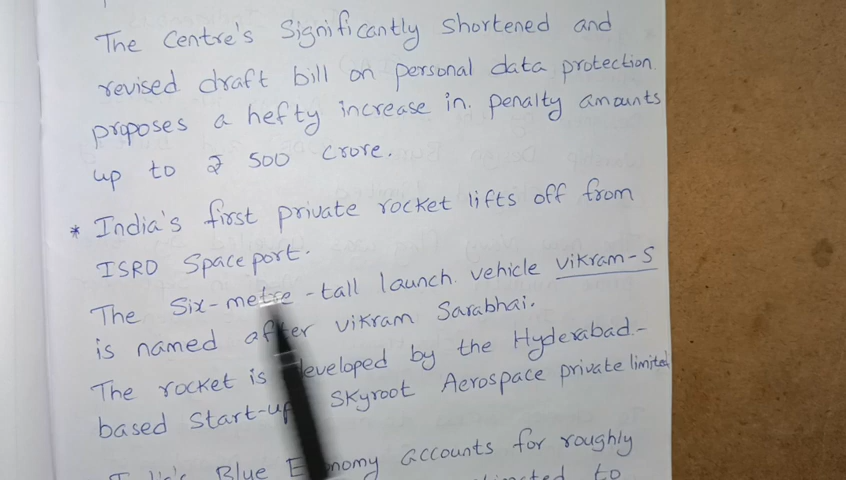 The Centre's Significantly Shortened and
revised draft bill on personal data protection.
proposes a hefty increase in. penalty amounts
up to ₹ 500 crore.
* India's first private rocket lifts off from
ISRO Spaceport.
The Six-metre-tall launch vehicle Vikram-S
is named after Vikram Sarabhai.
The rocket is developed by the Hyderabad-
based Start-up Skyroot Aerospace private limited
India's Blue Economy accounts for roughly
to